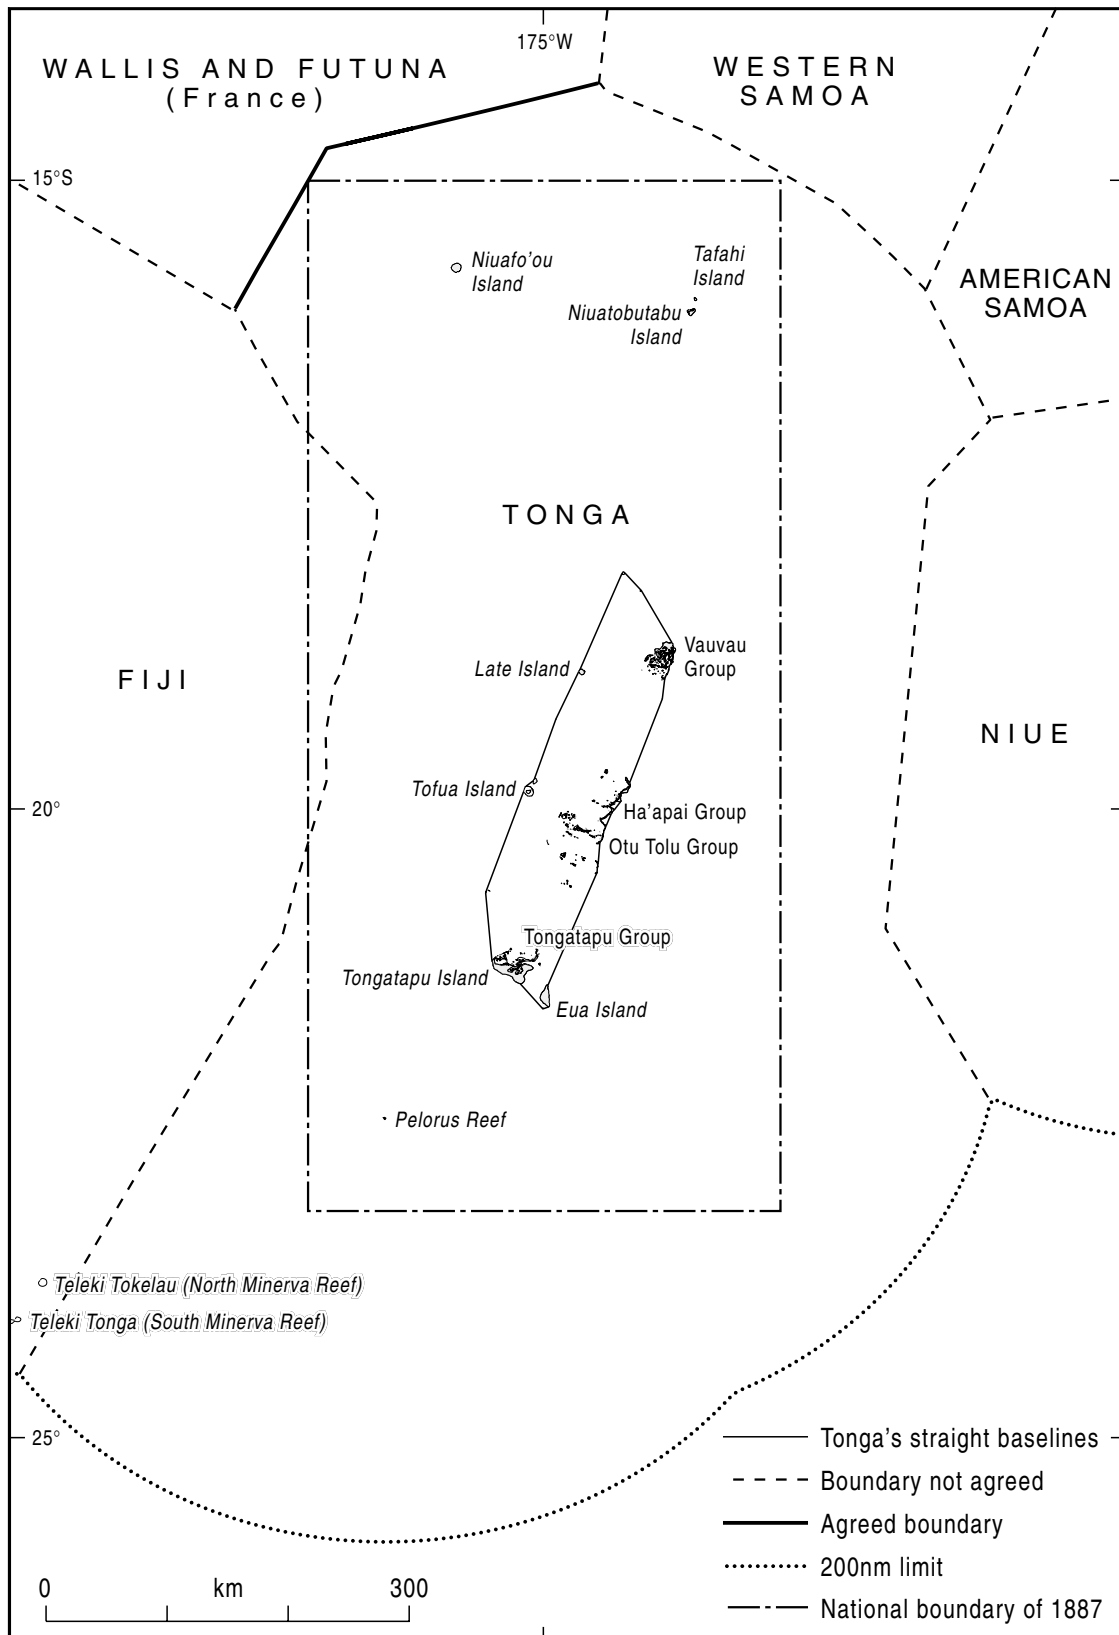 175°W
WALLIS AND FUTUNA
(France)
WESTERN
SAMOA
15°S
Niuafo'ou
Island
Tafahi
Island
Niuatobutabu
Island
AMERICAN
SAMOA
TONGA
Vauvau
Group
Late Island
FIJI
NIUE
Tofua Island
20°
Ha'apai Group
Otu Tolu Group
Tongatapu Group
Tongatapu Island
Eua Island
Pelorus Reef
Teleki Tokelau (North Minerva Reef)
Teleki Tonga (South Minerva Reef)
25°
Tonga's straight baselines
Boundary not agreed
Agreed boundary
200nm limit
National boundary of 1887
0 km 300